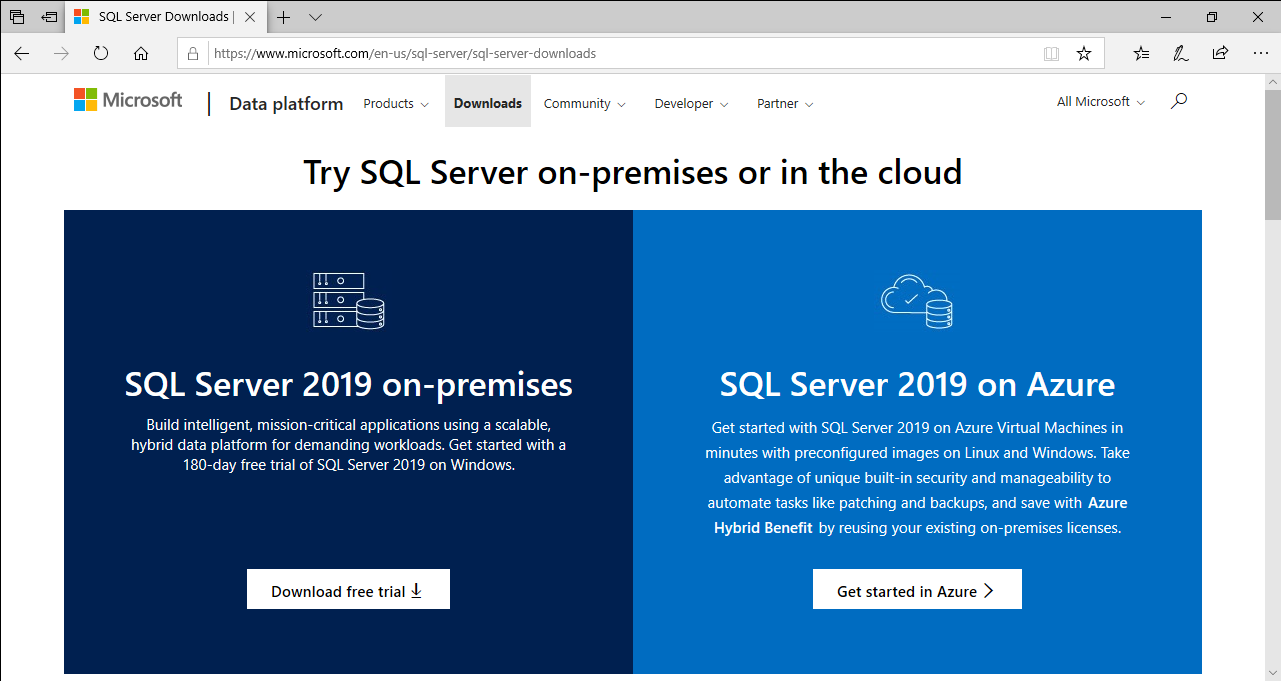 SQL Server Downloads |
https://www.microsoft.com/en-us/sql-server/sql-server-downloads
Microsoft | Data platform Products Downloads Community Developer Partner All Microsoft
Try SQL Server on-premises or in the cloud
SQL Server 2019 on-premises
Build intelligent, mission-critical applications using a scalable,
hybrid data platform for demanding workloads. Get started with a
180-day free trial of SQL Server 2019 on Windows.
Download free trial
SQL Server 2019 on Azure
Get started with SQL Server 2019 on Azure Virtual Machines in
minutes with preconfigured images on Linux and Windows. Take
advantage of unique built-in security and manageability to
automate tasks like patching and backups, and save with Azure
Hybrid Benefit by reusing your existing on-premises licenses.
Get started in Azure